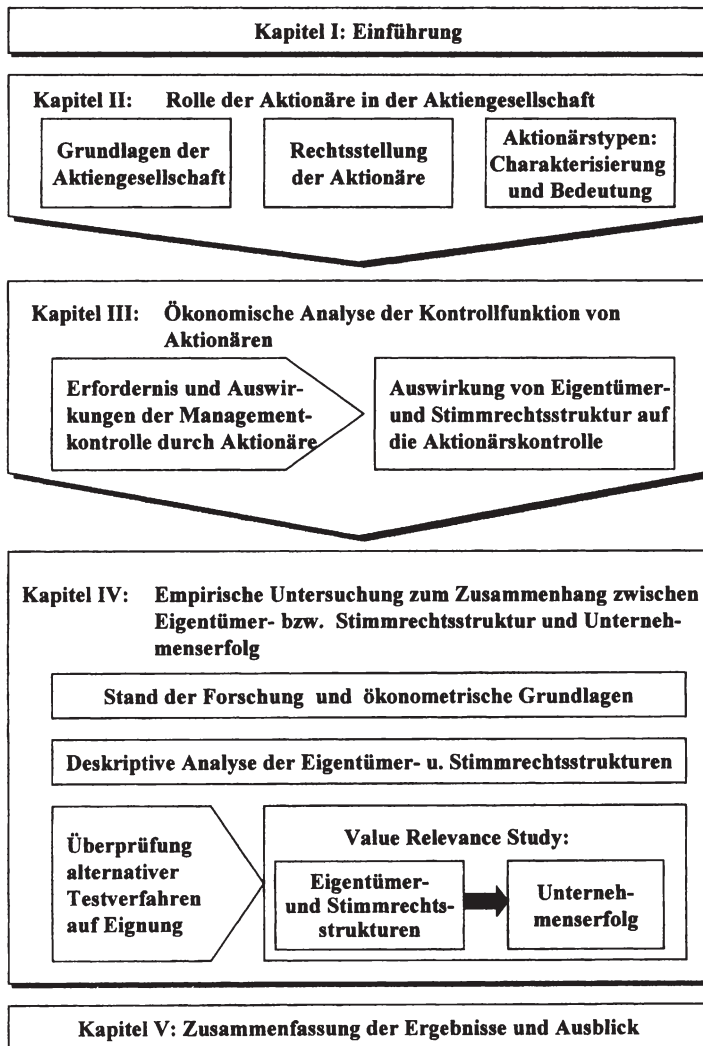 Kapitel I: Einführung
Kapitel II: Rolle der Aktionäre in der Aktiengesellschaft
Grundlagen der
Aktiengesellschaft
Rechtsstellung
der Aktionäre
Aktionärstypen:
Charakterisierung
und Bedeutung
Kapitel III: Ökonomische Analyse der Kontrollfunktion von
Aktionären
Erfordernis und Auswir-
kungen der Management-
kontrolle durch Aktionäre
Auswirkung von Eigentümer-
und Stimmrechtsstruktur auf
die Aktionärskontrolle
Kapitel IV: Empirische Untersuchung zum Zusammenhang zwischen
Eigentümer- bzw. Stimmrechtsstruktur und Unterneh-
menserfolg
Stand der Forschung und ökonometrische Grundlagen
Deskriptive Analyse der Eigentümer- u. Stimmrechtsstrukturen
Überprüfung
alternativer
Testverfahren
auf Eignung
Value Relevance Study:
Eigentümer-
und Stimmrechts-
strukturen
Unterneh-
menserfolg
Kapitel V: Zusammenfassung der Ergebnisse und Ausblick